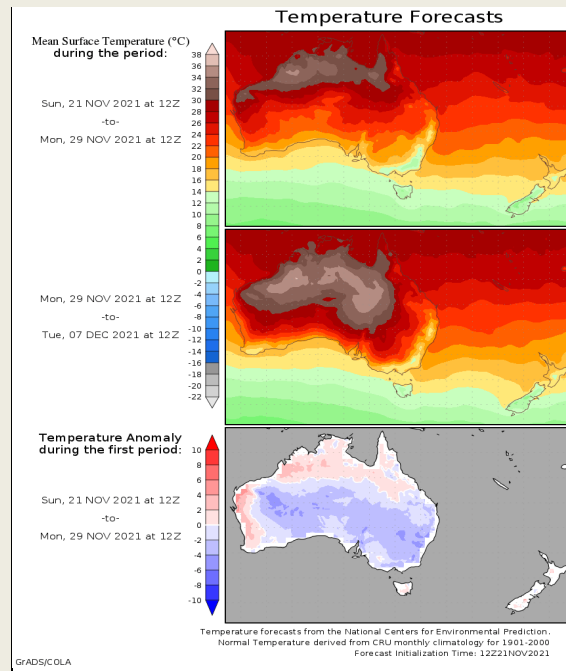 Temperature Forecasts
Mean Surface Temperature (°C)
during the period:
Sun, 21 NOV 2021 at 12Z
-to-
Mon, 29 NOV 2021 at 12Z
38
36
34
32
30
28
26
24
22
20
18
16
14
12
10
8
6
4
2
0
-2
-4
-6
-8
-10
-12
-14
-16
-18
-20
-22
Mon, 29 NOV 2021 at 12Z
-to-
Tue, 07 DEC 2021 at 12Z
Temperature Anomaly
during the first period:
Sun, 21 NOV 2021 at 12Z
-to-
Mon, 29 NOV 2021 at 12Z
10
8
6
4
2
0
-2
-4
-6
-8
-10
Temperature forecasts from the National Centers for Environmental Prediction.
Normal Temperature derived from CRU monthly climatology for 1901-2000
Forecast Initialization Time: 12Z21NOV2021
GrADS/COLA